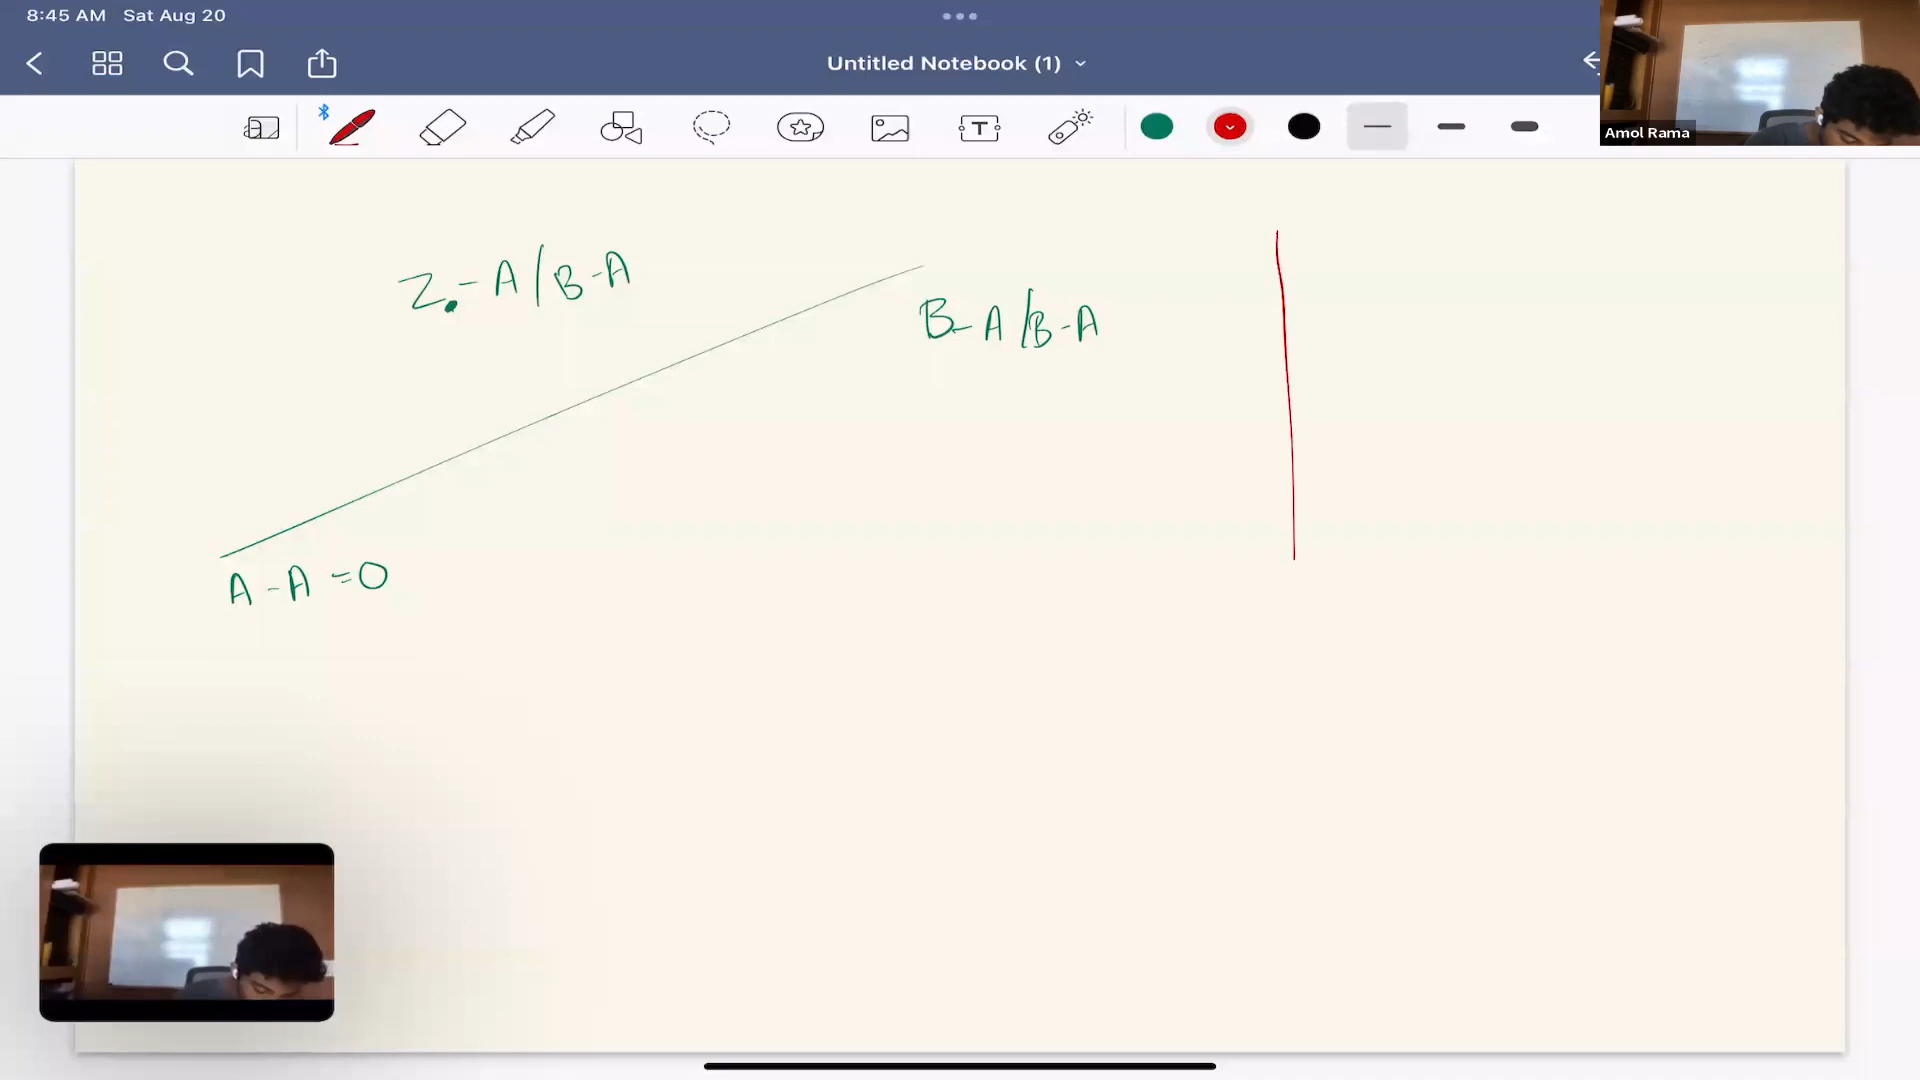 8:45 AM Sat Aug 20
Untitled Notebook (1)
T
Amol Rama
Z.-A/B-A
B-A/B-A
A-A=0